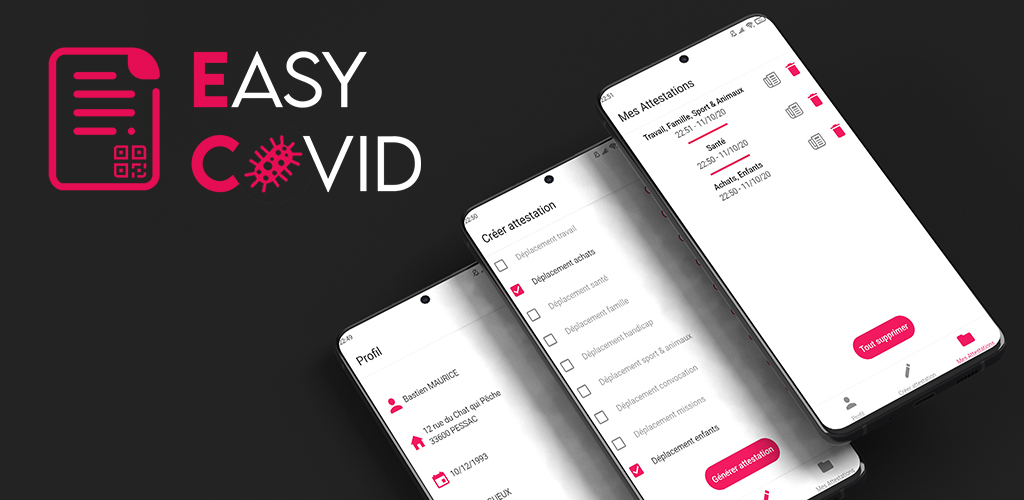 EASY
COVID
22:51
Mes Attestations
Travail, Famille, Sport & Animaux
22:51 - 11/10/20
Santé
22:50 - 11/10/20
Achats, Enfants
22:50 - 11/10/20
Tout supprimer
Profil
Créer attestation
Mes Attestations
22:50
Créer attestation
Déplacement travail
Déplacement achats
Déplacement santé
Déplacement famille
Déplacement handicap
Déplacement sport & animaux
Déplacement convocation
Déplacement missions
Déplacement enfants
Générer attestation
Mes Attestations
22:49
Profil
Bastien MAURICE
12 rue du Chat qui Pêche
33600 PESSAC
10/12/1993